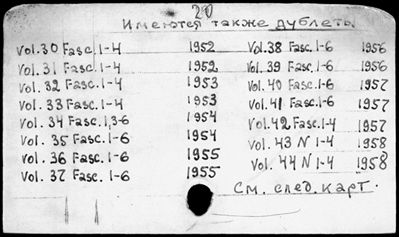 20
Имеются также дублеты.
Vol. 30 Fasc. 1-4 1952
Vol. 31 Fasc. 1-4 1952
Vol. 32 Fasc. 1-4 1953
Vol. 33 Fasc. 1-4 1953
Vol. 34 Fasc. 1,3-6 1954
Vol. 35 Fasc. 1-6 1954
Vol. 36 Fasc. 1-6 1955
Vol. 37 Fasc. 1-6 1955
Vol. 38 Fasc. 1-6 1956
Vol. 39 Fasc. 1-6 1956
Vol. 40 Fasc. 1-6 1957
Vol. 41 Fasc. 1-6 1957
Vol. 42 Fasc. 1-4 1957
Vol. 43 N 1-4 1958
Vol. 44 N 1-4 1958
См. след. карт.